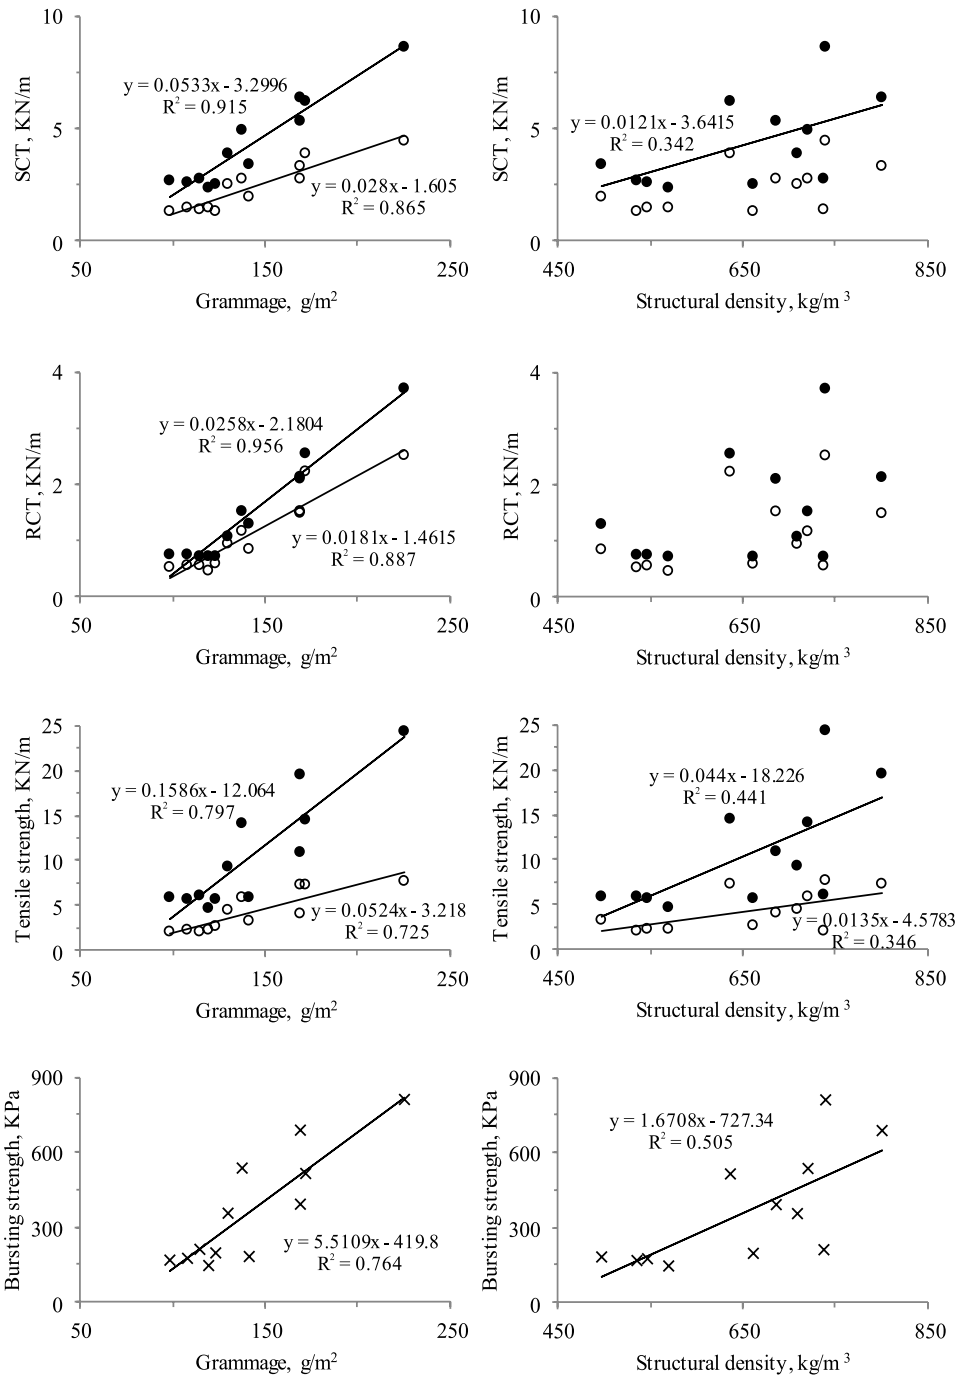 SCT, KN/m
10
5
0
y = 0.0533x - 3.2996
R² = 0.915
y = 0.028x - 1.605
R² = 0.865
50 150 250
Grammage, g/m²
SCT, KN/m
10
5
0
y = 0.0121x - 3.6415
R² = 0.342
450 650 850
Structural density, kg/m³
RCT, KN/m
4
2
0
y = 0.0258x - 2.1804
R² = 0.956
y = 0.0181x - 1.4615
R² = 0.887
50 150 250
Grammage, g/m²
RCT, KN/m
4
2
0
450 650 850
Structural density, kg/m³
Tensile strength, KN/m
25
20
15
10
5
0
y = 0.1586x - 12.064
R² = 0.797
y = 0.0524x - 3.218
R² = 0.725
50 150 250
Grammage, g/m²
Tensile strength, KN/m
25
20
15
10
5
0
y = 0.044x - 18.226
R² = 0.441
y = 0.0135x - 4.5783
R² = 0.346
450 650 850
Structural density, kg/m³
Bursting strength, KPa
900
600
300
0
y = 5.5109x - 419.8
R² = 0.764
50 150 250
Grammage, g/m²
Bursting strength, KPa
900
600
300
0
y = 1.6708x - 727.34
R² = 0.505
450 650 850
Structural density, kg/m³